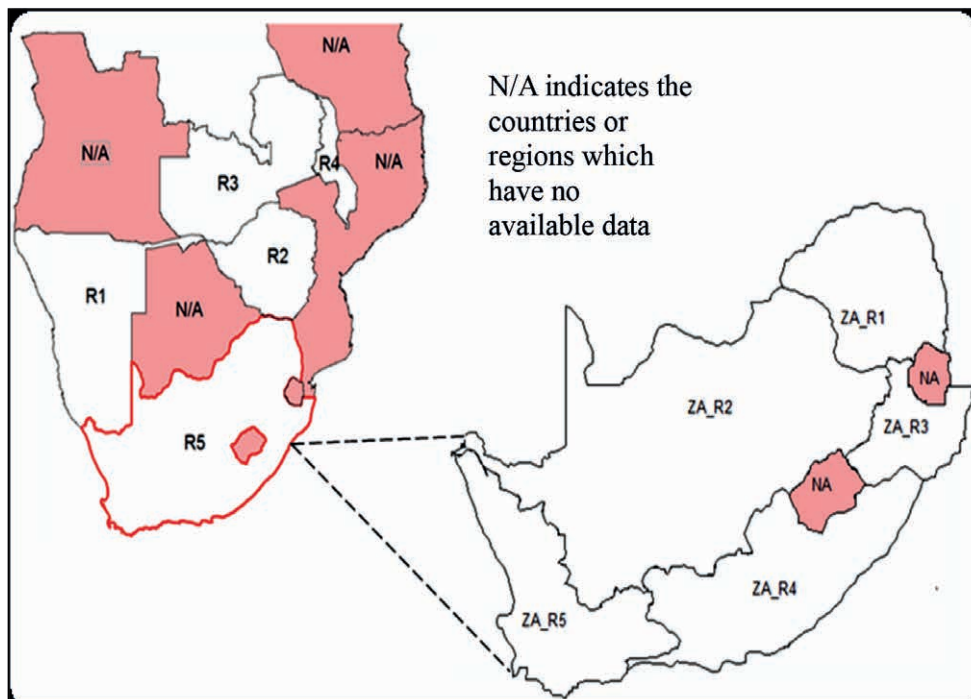 N/A
N/A indicates the
countries or
regions which
have no
available data
N/A
N/A
R4
R3
R2
R1
N/A
R5
ZA_R1
NA
ZA_R2
ZA_R3
NA
ZA_R4
ZA_R5